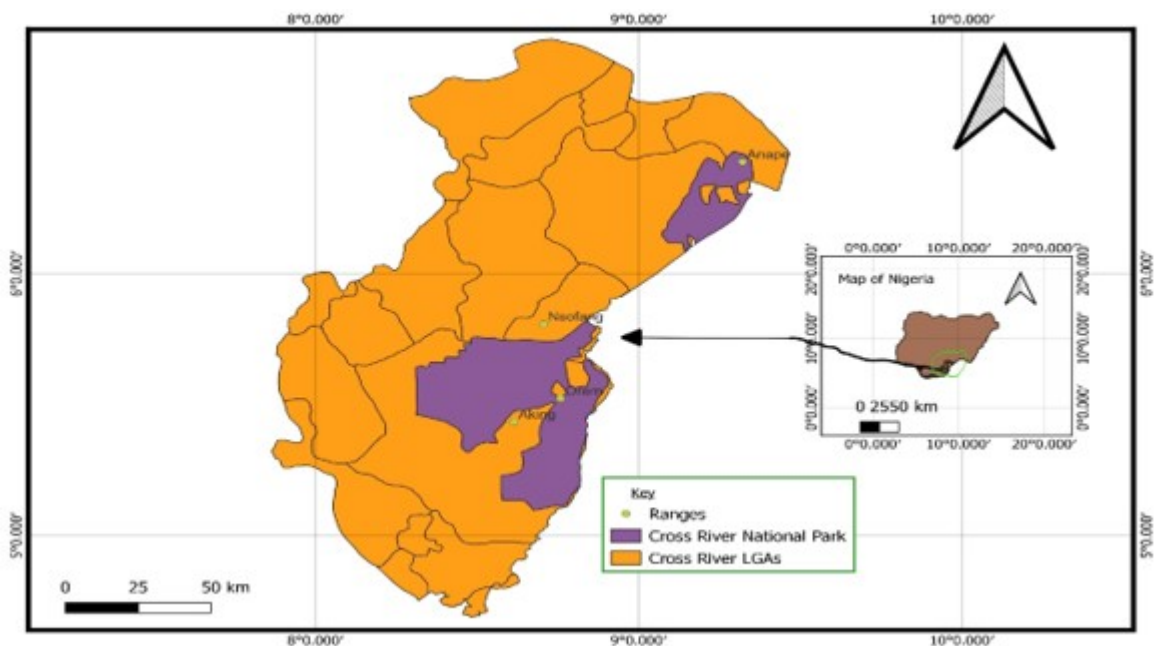 8°0.000′ 9°0.000′ 10°0.000′
Anape
6°0.000′
6°0.000′
Nsofang
Aking
0°0.000′ 10°0.000′ 20°0.000′
Map of Nigeria
20°0.000′
20°0.000′
10°0.000′
10°0.000′
0°0.000′
0°0.000′
0 2550 km
0°0.000′ 10°0.000′ 20°0.000′
Key
Ranges
Cross River National Park
Cross River LGAs
5°0.000′
5°0.000′
0 25 50 km
8°0.000′ 9°0.000′ 10°0.000′